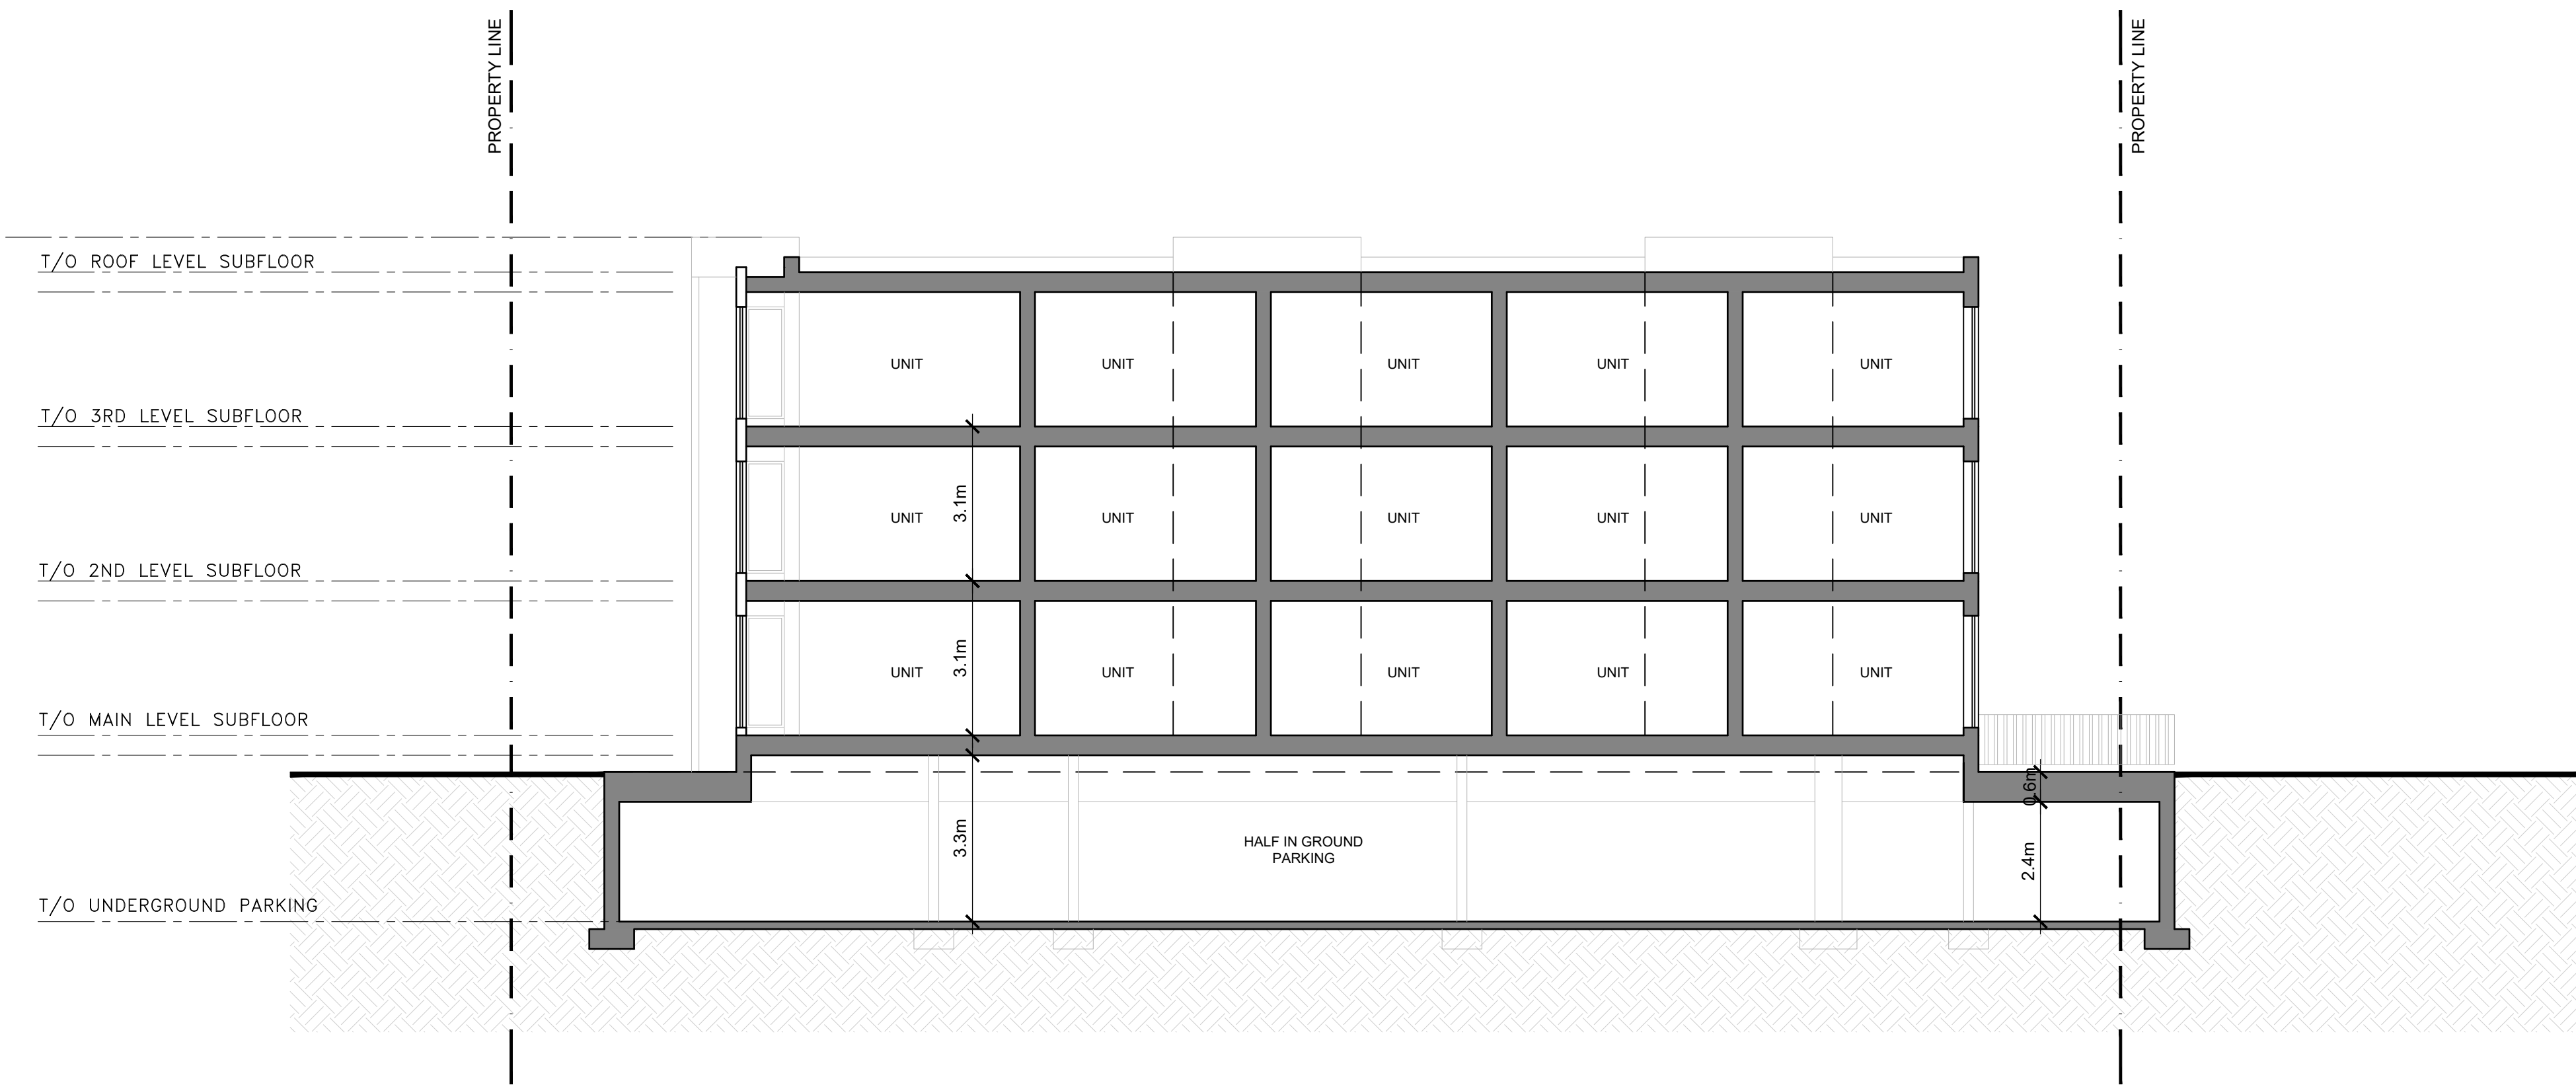 PROPERTY LINE
PROPERTY LINE
T/O ROOF LEVEL SUBFLOOR
UNIT
UNIT
UNIT
UNIT
UNIT
T/O 3RD LEVEL SUBFLOOR
3.1m
UNIT
UNIT
UNIT
UNIT
UNIT
T/O 2ND LEVEL SUBFLOOR
3.1m
UNIT
UNIT
UNIT
UNIT
UNIT
T/O MAIN LEVEL SUBFLOOR
0.6m
3.3m
HALF IN GROUND
PARKING
2.4m
T/O UNDERGROUND PARKING